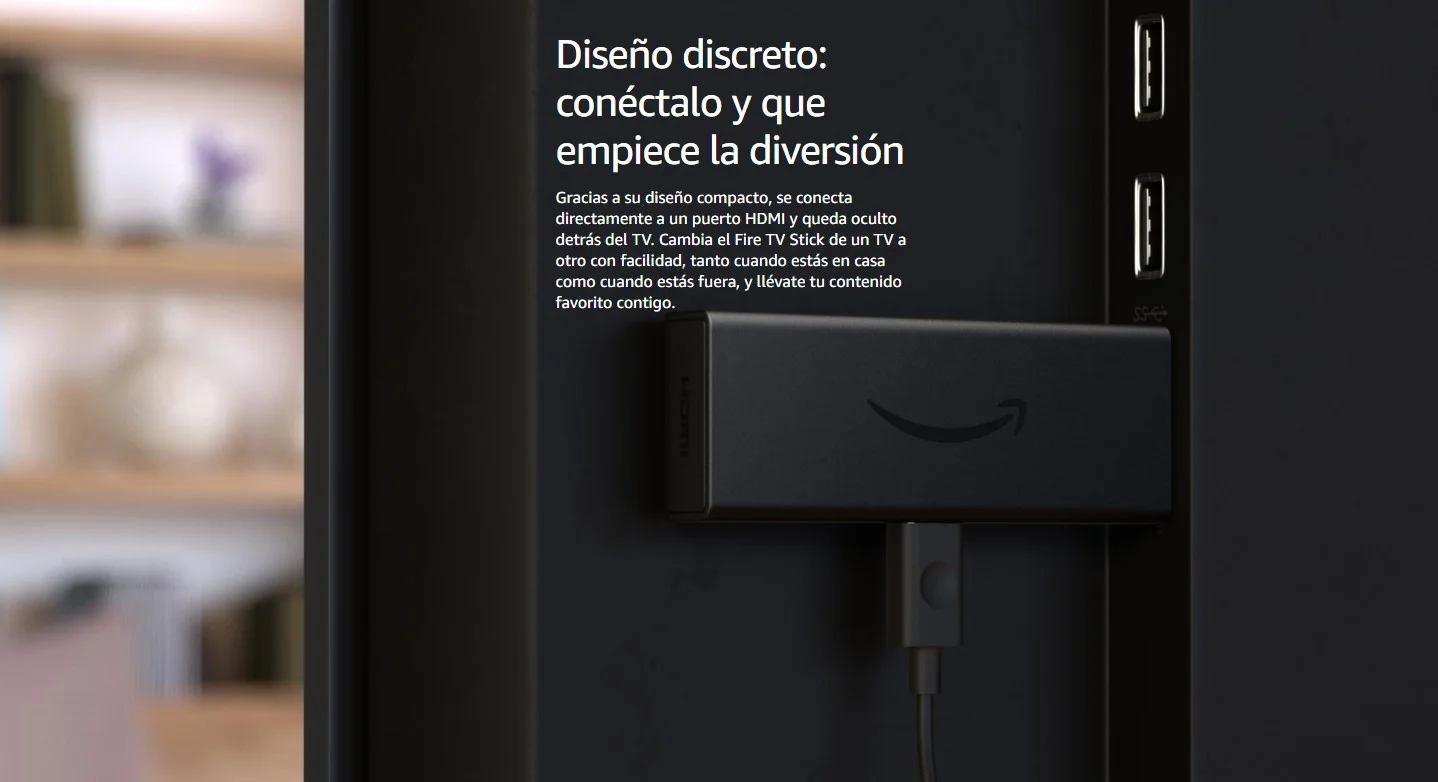 Diseño discreto:
conéctalo y que
empiece la diversión
Gracias a su diseño compacto, se conecta
directamente a un puerto HDMI y queda oculto
detrás del TV. Cambia el Fire TV Stick de un TV a
otro con facilidad, tanto cuando estás en casa
como cuando estás fuera, y llévate tu contenido
favorito contigo.
HDMI